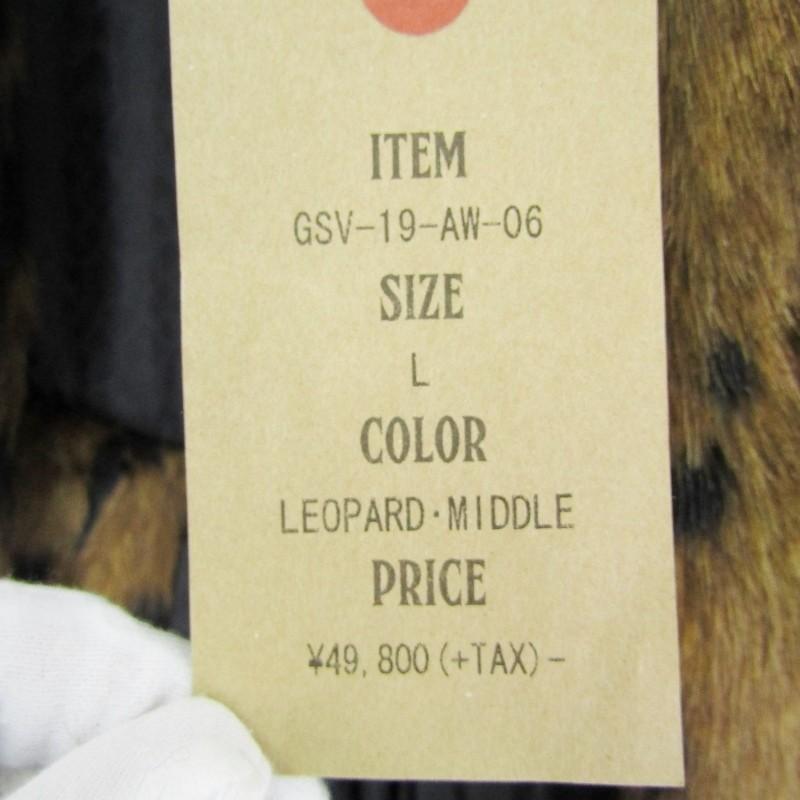 ITEM
GSV-19-AW-06
SIZE
L
COLOR
LEOPARD·MIDDLE
PRICE
¥49,800(+TAX)-